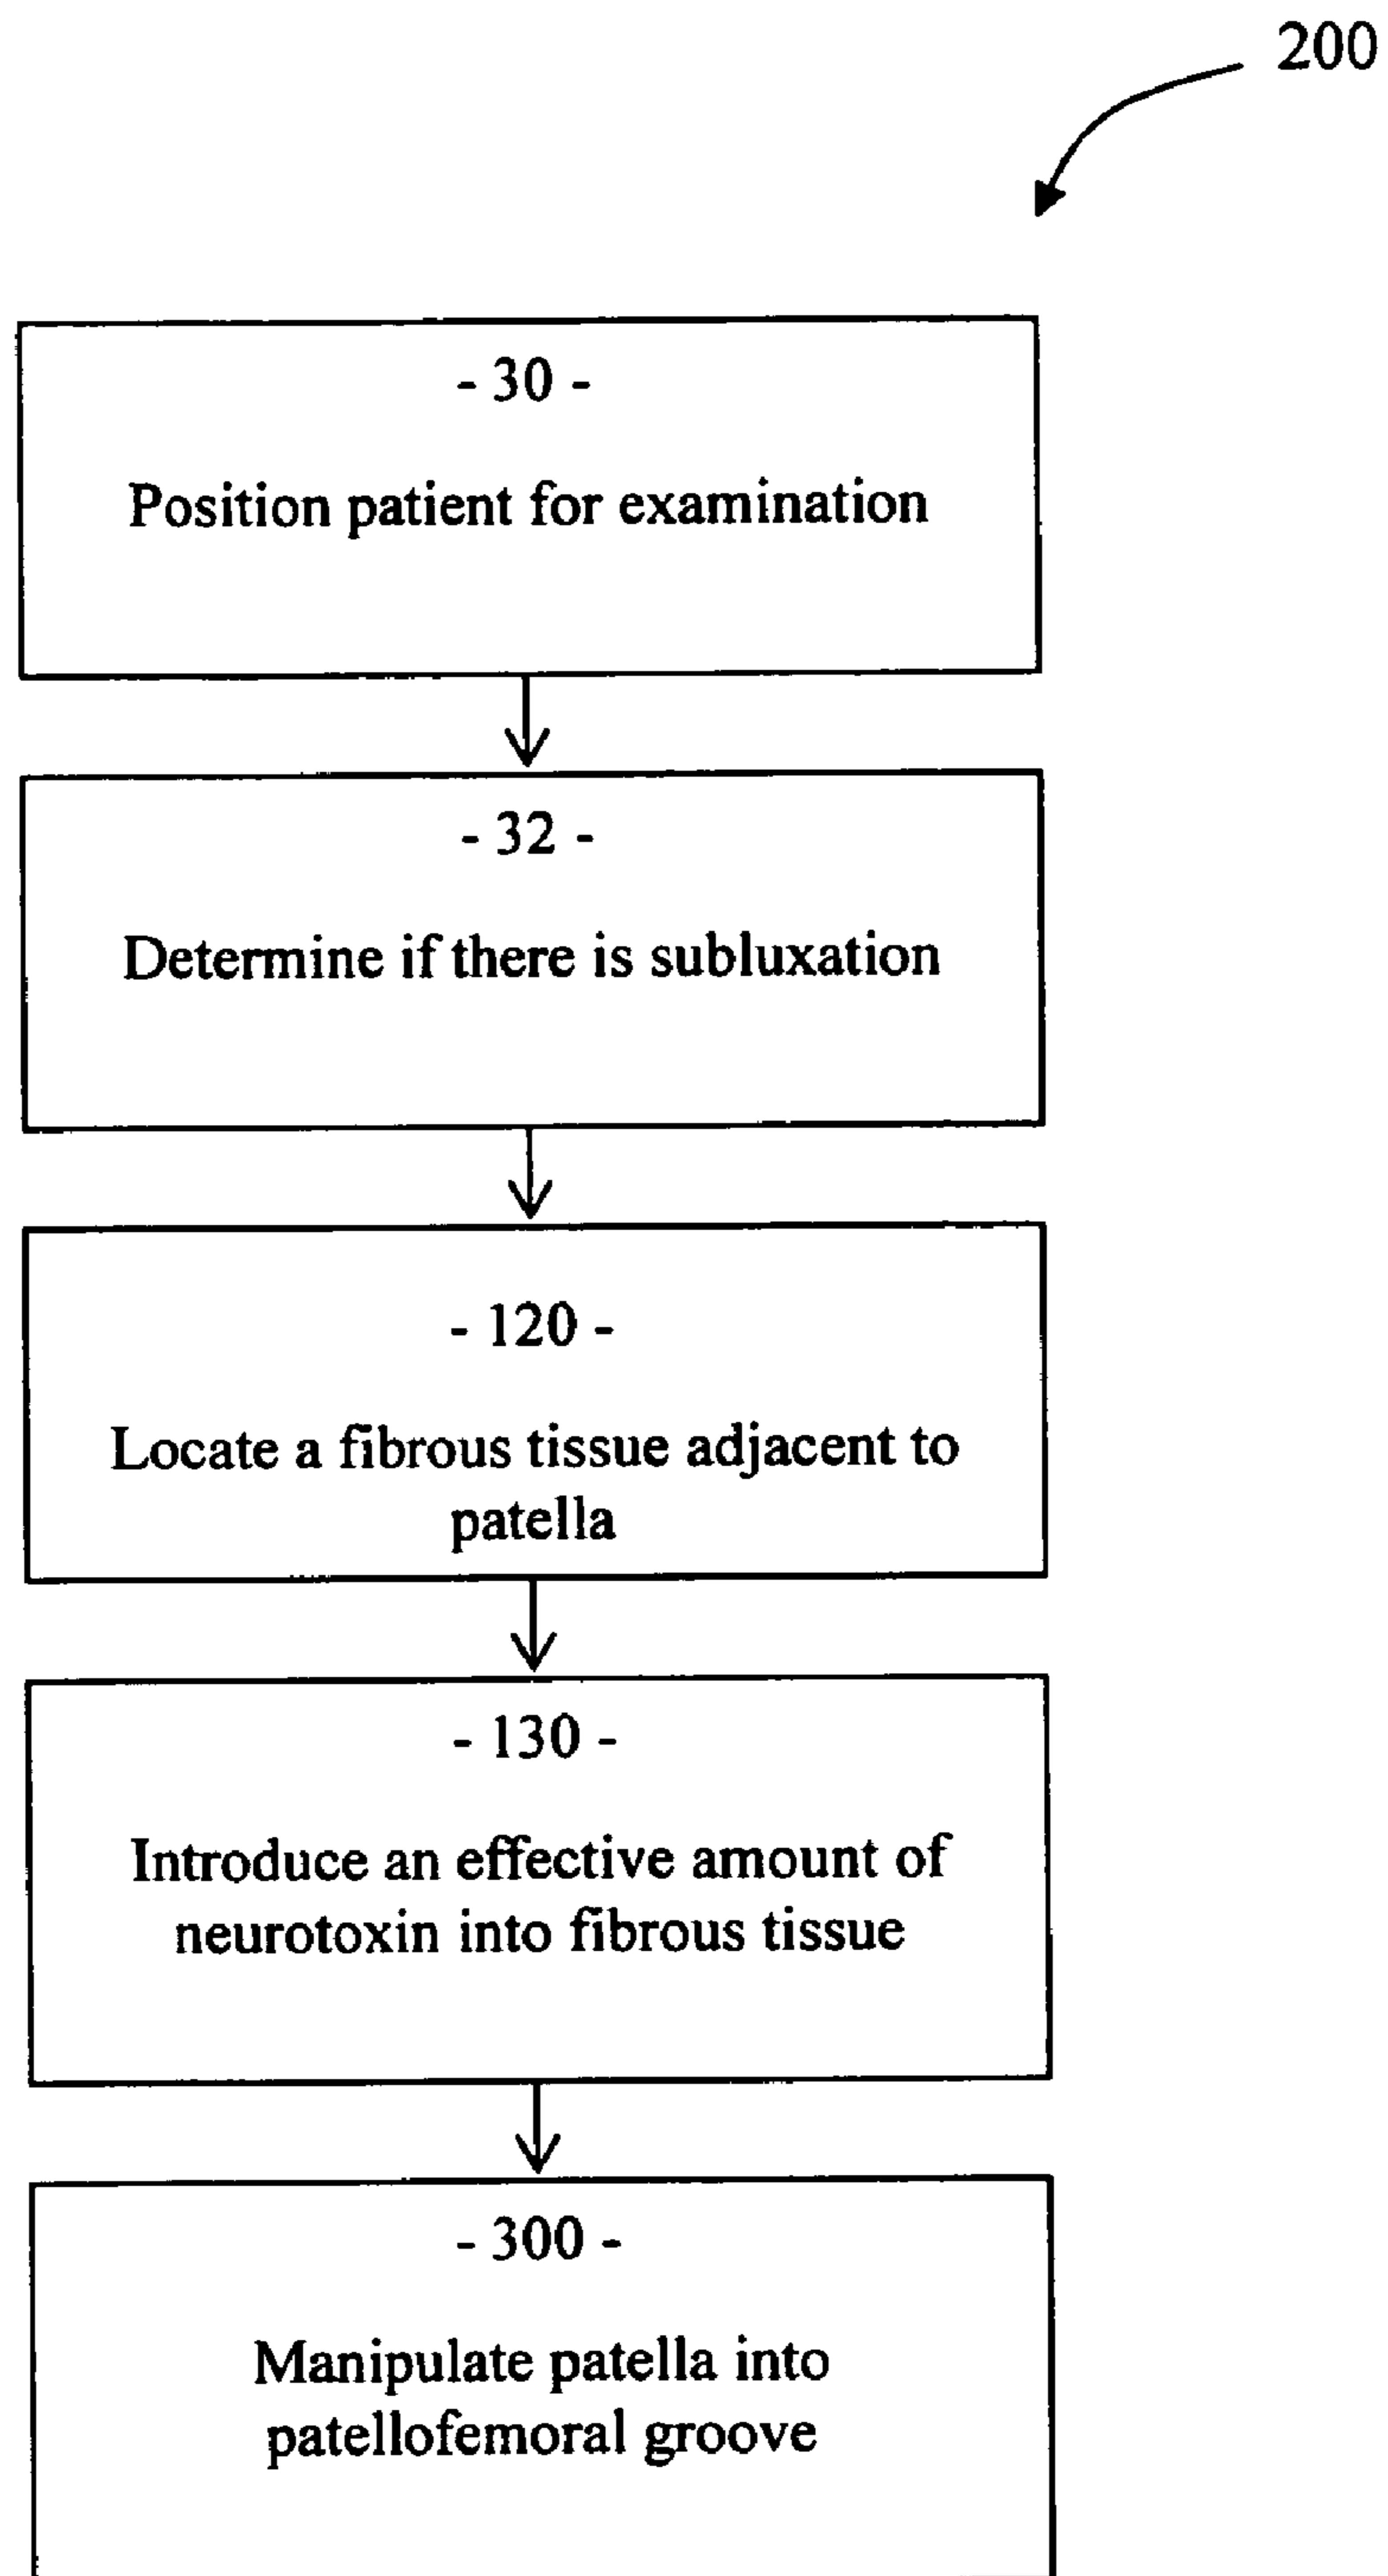 200
- 30 -
Position patient for examination
- 32 -
Determine if there is subluxation
- 120 -
Locate a fibrous tissue adjacent to
patella
- 130 -
Introduce an effective amount of
neurotoxin into fibrous tissue
- 300 -
Manipulate patella into
patellofemoral groove